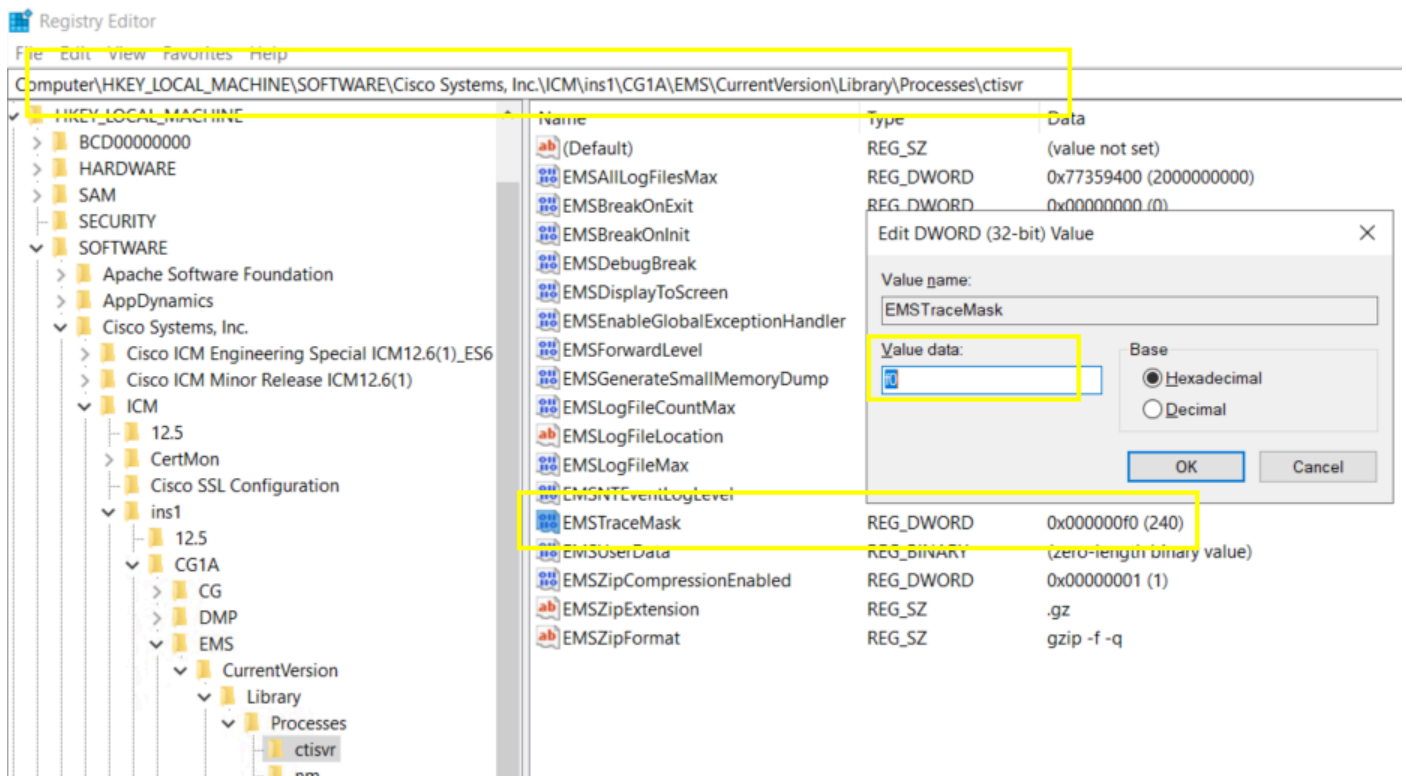 Registry Editor
File Edit View Favorites Help
Computer\HKEY_LOCAL_MACHINE\SOFTWARE\Cisco Systems, Inc.\ICM\ins1\CG1A\EMS\CurrentVersion\Library\Processes\ctisvr
HKEY_LOCAL_MACHINE
BCD00000000
HARDWARE
SAM
SECURITY
SOFTWARE
Apache Software Foundation
AppDynamics
Cisco Systems, Inc.
Cisco ICM Engineering Special ICM12.6(1)_ES6
Cisco ICM Minor Release ICM12.6(1)
ICM
12.5
CertMon
Cisco SSL Configuration
ins1
12.5
CG1A
CG
DMP
EMS
CurrentVersion
Library
Processes
ctisvr
nm
Name Type Data
(Default) REG_SZ (value not set)
EMSAllLogFilesMax REG_DWORD 0x77359400 (2000000000)
EMSBreakOnExit REG_DWORD 0x00000000 (0)
EMSBreakOnInit
EMSDebugBreak
EMSDisplayToScreen
EMSEnableGlobalExceptionHandler
EMSForwardLevel
EMSGenerateSmallMemoryDump
EMSLogFileCountMax
EMSLogFileLocation
EMSLogFileMax
EMSNTEventLogLevel
EMSTraceMask REG_DWORD 0x000000f0 (240)
EMSUserData REG_BINARY (zero-length binary value)
EMSZipCompressionEnabled REG_DWORD 0x00000001 (1)
EMSZipExtension REG_SZ .gz
EMSZipFormat REG_SZ gzip -f -q
Edit DWORD (32-bit) Value
Value name:
EMSTraceMask
Value data:
f0
Base
Hexadecimal
Decimal
OK Cancel